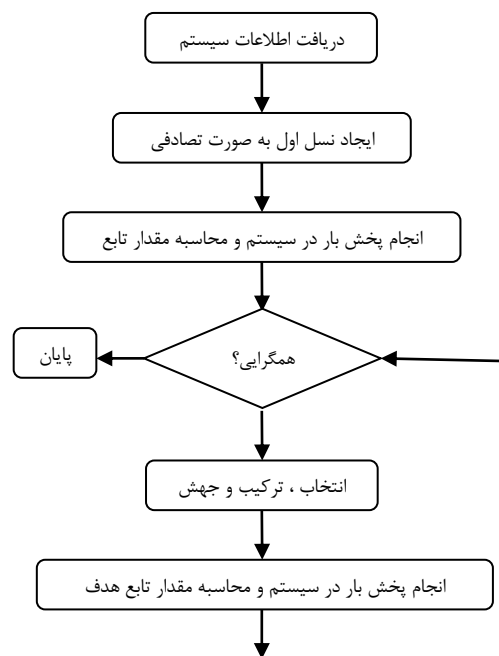 دریافت اطلاعات سیستم
ایجاد نسل اول به صورت تصادفی
انجام پخش بار در سیستم و محاسبه مقدار تابع
همگرایی؟
پایان
انتخاب ، ترکیب و جهش
انجام پخش بار در سیستم و محاسبه مقدار تابع هدف